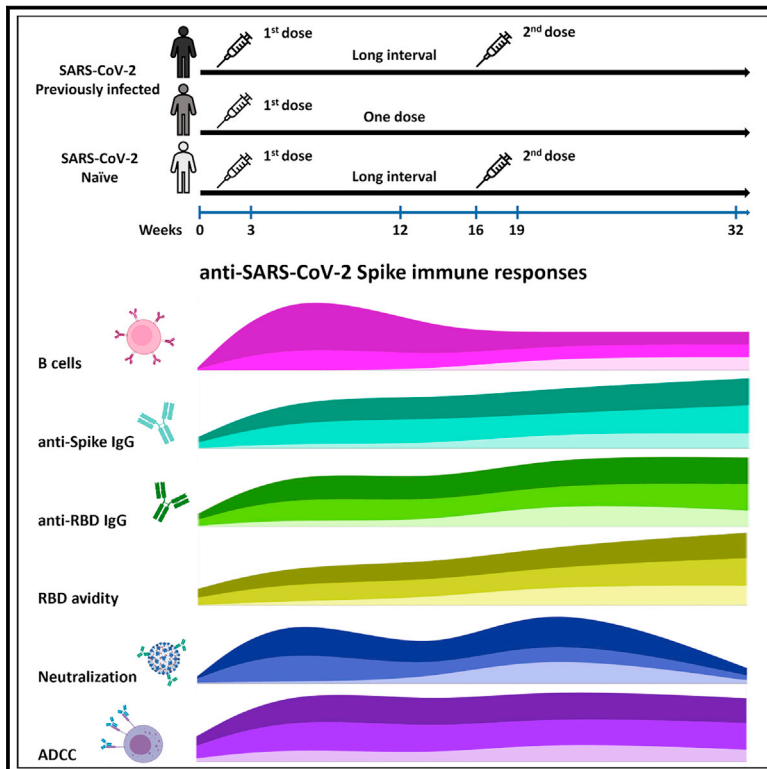 1st dose
2nd dose
SARS-CoV-2
Previously infected
Long interval
1st dose
One dose
SARS-CoV-2
Naïve
1st dose
2nd dose
Long interval
Weeks
0 3 12 16 19 32
anti-SARS-CoV-2 Spike immune responses
B cells
anti-Spike IgG
anti-RBD IgG
RBD avidity
Neutralization
ADCC